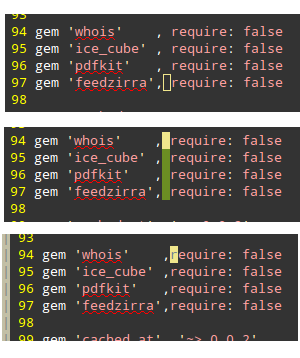 93
94 gem 'whois'     , require: false
95 gem 'ice_cube' , require: false
96 gem 'pdfkit'   , require: false
97 gem 'feedzirra', require: false
98
94 gem 'whois'    , require: false
95 gem 'ice_cube' , require: false
96 gem 'pdfkit'   , require: false
97 gem 'feedzirra', require: false
98
93
94 gem 'whois'    ,require: false
95 gem 'ice_cube' ,require: false
96 gem 'pdfkit'   ,require: false
97 gem 'feedzirra',require: false
98
99 gem 'cached_at', '~> 0.0.2'